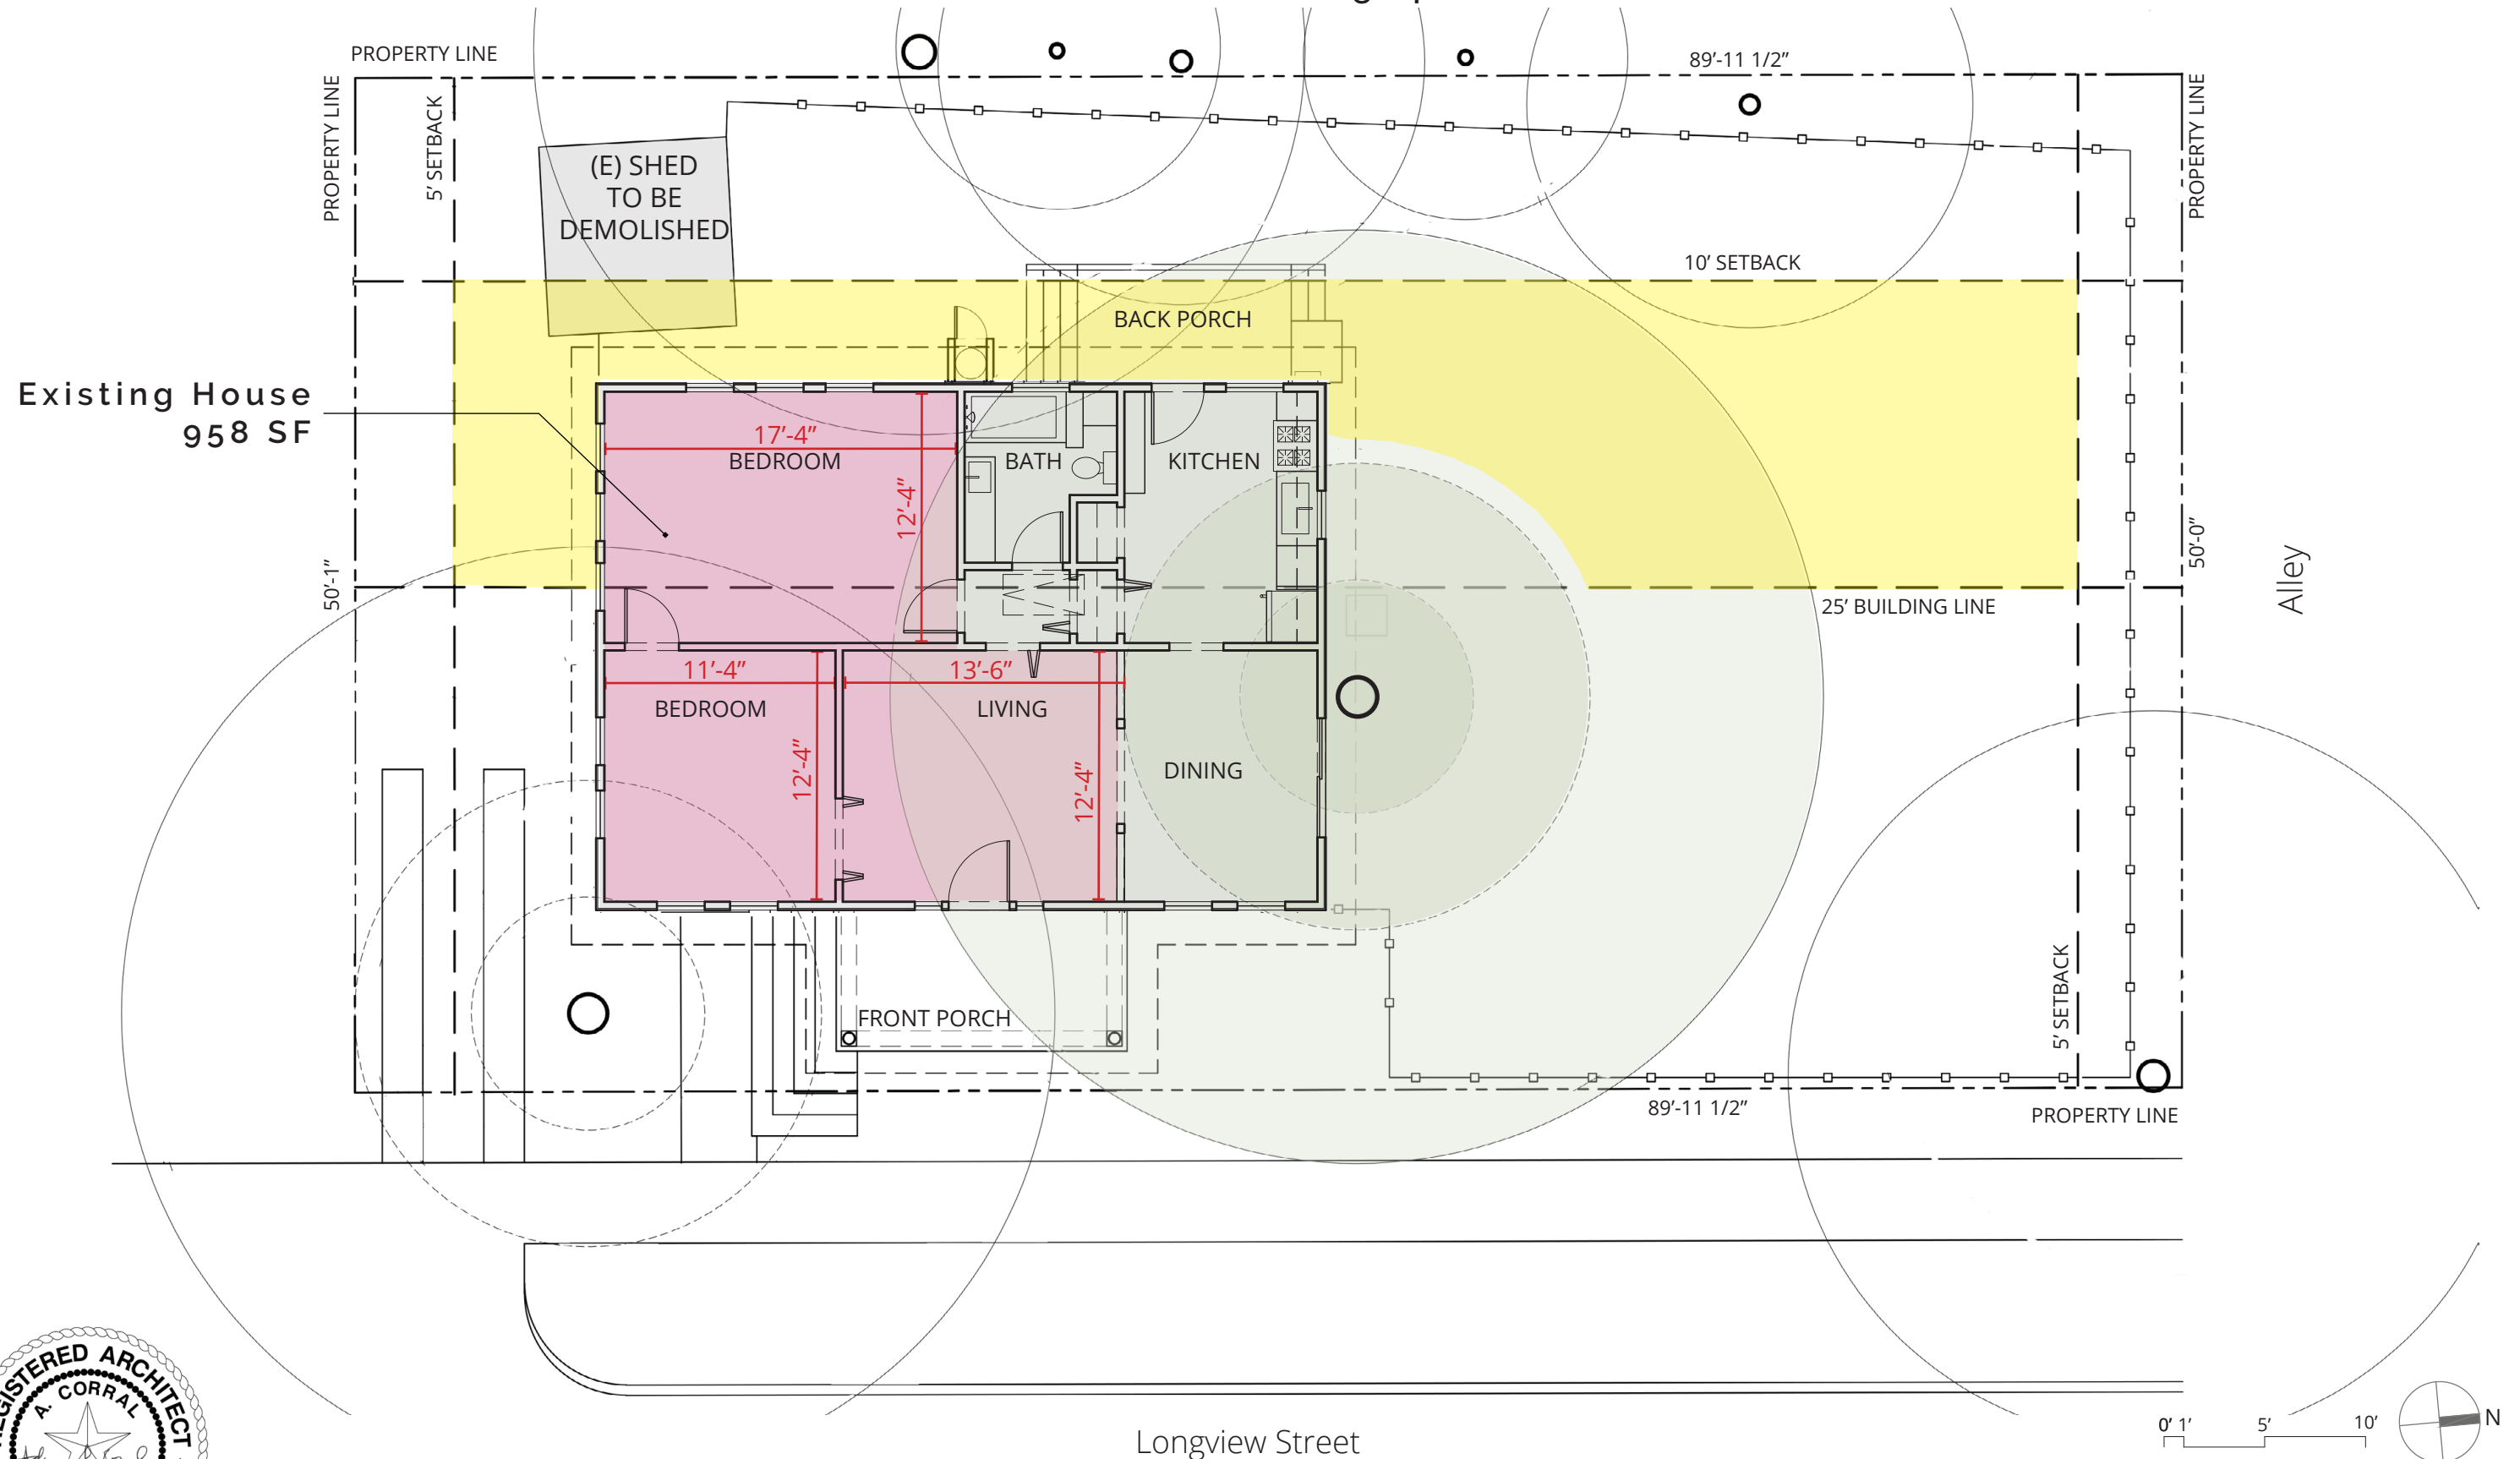 PROPERTY LINE
89’-11 1/2”
PROPERTY LINE
5’ SETBACK
PROPERTY LINE
(E) SHED
TO BE
DEMOLISHED
10’ SETBACK
BACK PORCH
Existing House
958 SF
17’-4”
BEDROOM
BATH
KITCHEN
12’-4”
50’-1”
50’-0”
Alley
25’ BUILDING LINE
11’-4”
13’-6”
BEDROOM
LIVING
12’-4”
12’-4”
DINING
FRONT PORCH
5’ SETBACK
89’-11 1/2”
PROPERTY LINE
ARCHITECT
A. CORRAL
Longview Street
0’ 1’ 5’ 10’
N